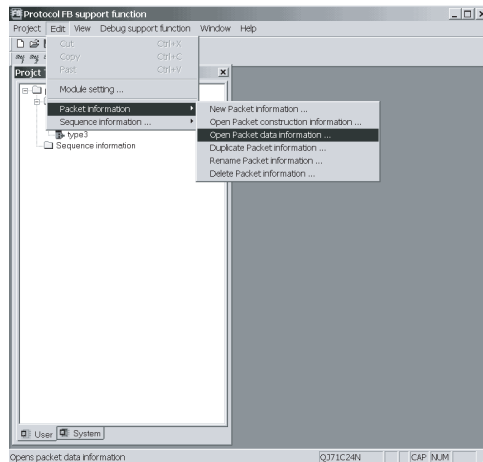 Protocol FB support function
Project Edit View Debug support function Window Help
Cut Ctrl+X
Copy Ctrl+C
Past Ctrl+V
Projct
Module setting ...
Packet information
Sequence information ...
New Packet information ...
Open Packet construction information ...
Open Packet data information ...
Duplicate Packet information ...
Rename Packet information ...
Delete Packet information ...
type3
Sequence information
User System
Opens packet data information QJ71C24N CAP NUM